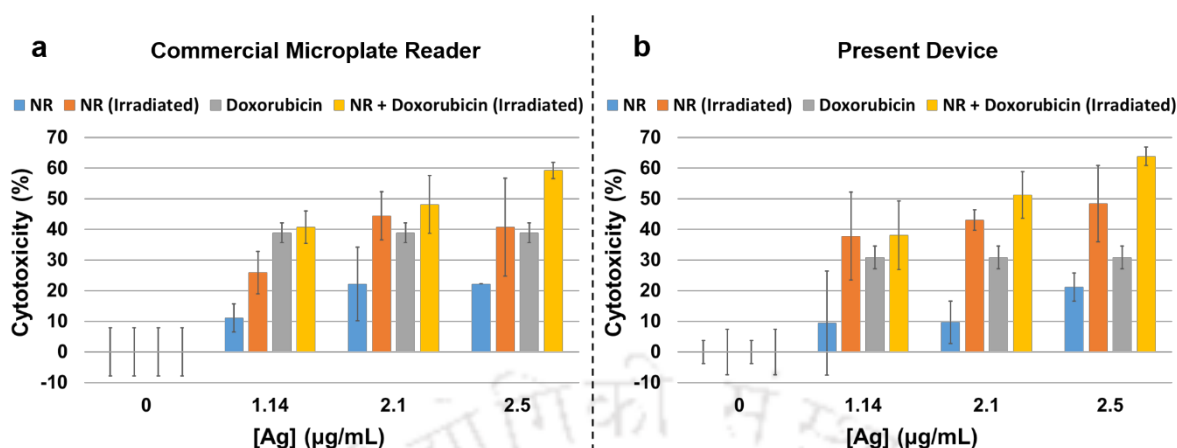 a Commercial Microplate Reader
NR NR (Irradiated) Doxorubicin NR + Doxorubicin (Irradiated)
Cytotoxicity (%)
70
60
50
40
30
20
10
0
-10
0 1.14 2.1 2.5
[Ag] (µg/mL)
b Present Device
NR NR (Irradiated) Doxorubicin NR + Doxorubicin (Irradiated)
Cytotoxicity (%)
70
60
50
40
30
20
10
0
-10
0 1.14 2.1 2.5
[Ag] (µg/mL)